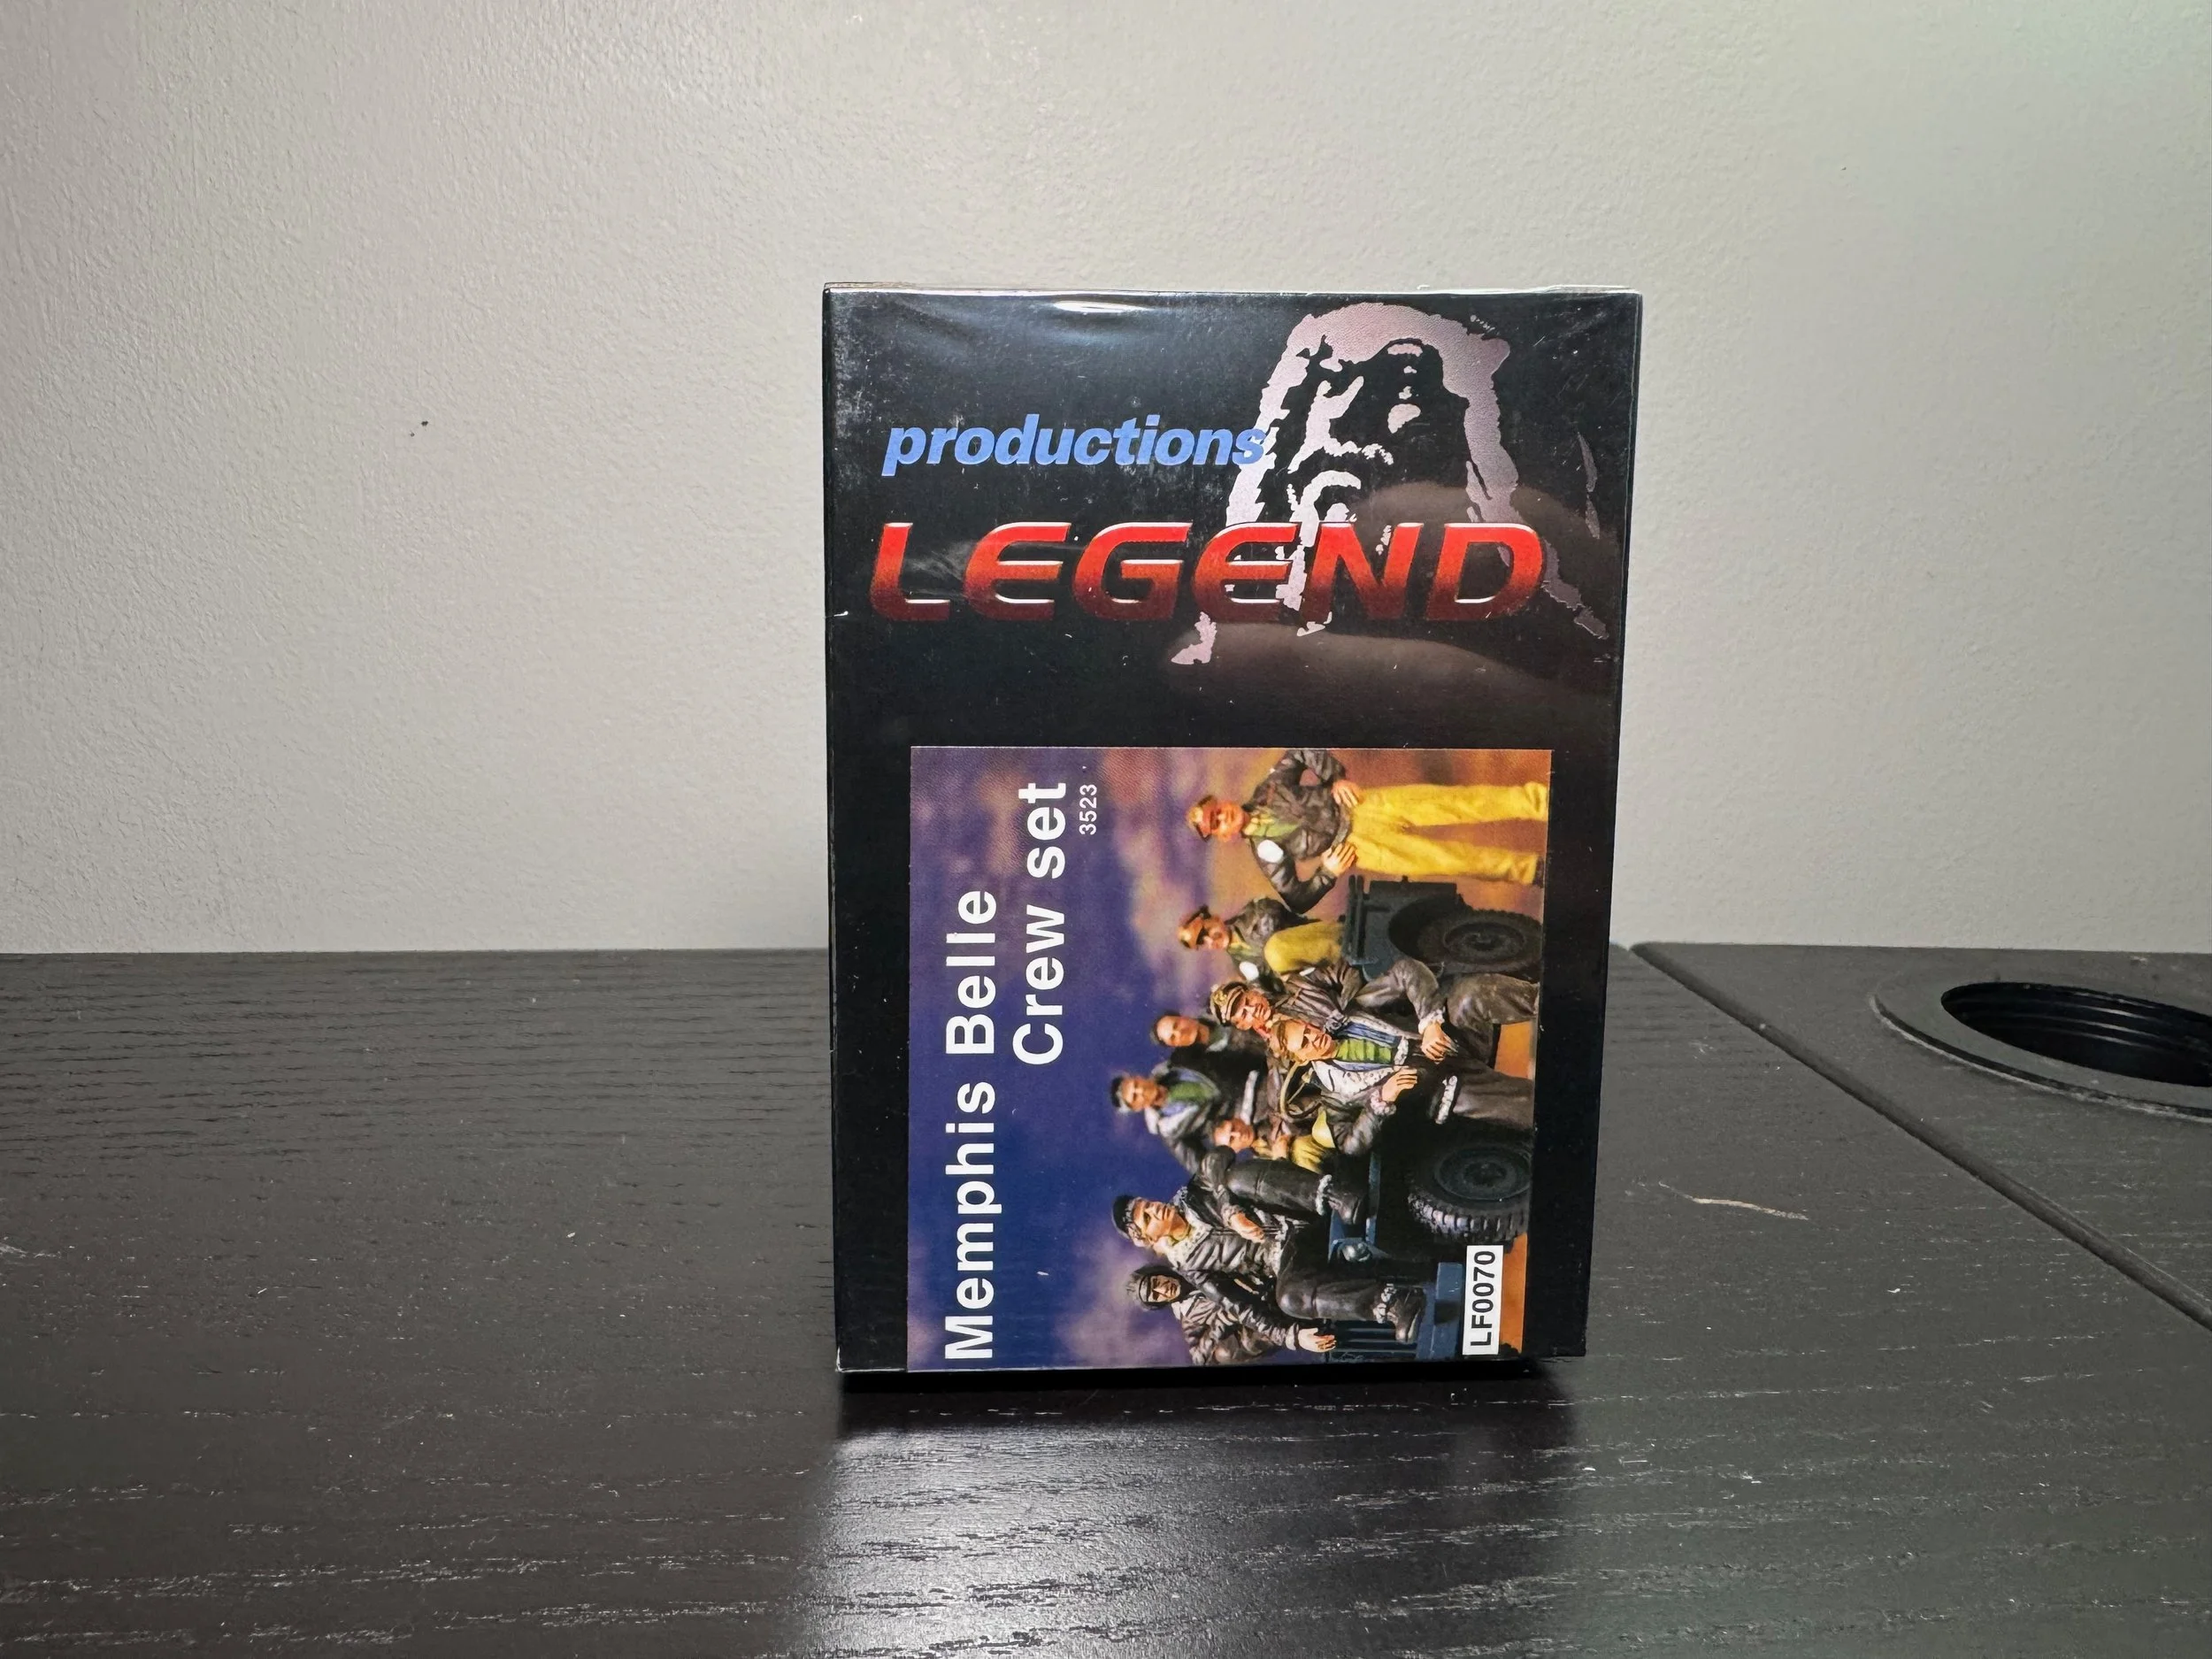 productions
LEGEND
Memphis Belle
Crew set
3523
LF0070